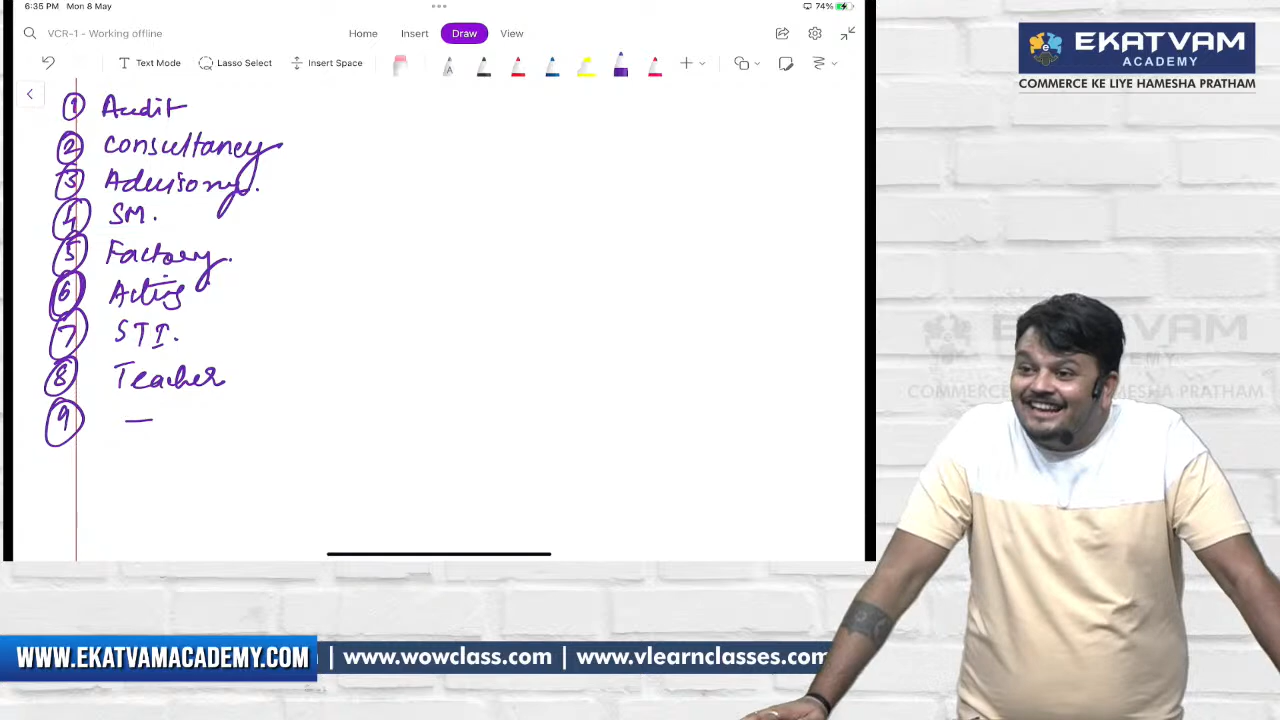 6:35 PM Mon 8 May
74%
VCR-1 - Working offline
Home Insert Draw View
Text Mode Lasso Select Insert Space
① Audit
② Consultancy
③ Advisory.
④ SM.
⑤ Factory.
⑥ Acting
⑦ STI.
⑧ Teacher
⑨ —
EKATVAM
ACADEMY
COMMERCE KE LIYE HAMESHA PRATHAM
WWW.EKATVAMACADEMY.COM | www.wowclass.com | www.vlearnclasses.com